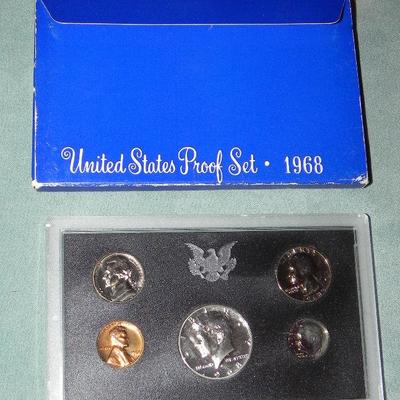 United States Proof Set • 1968